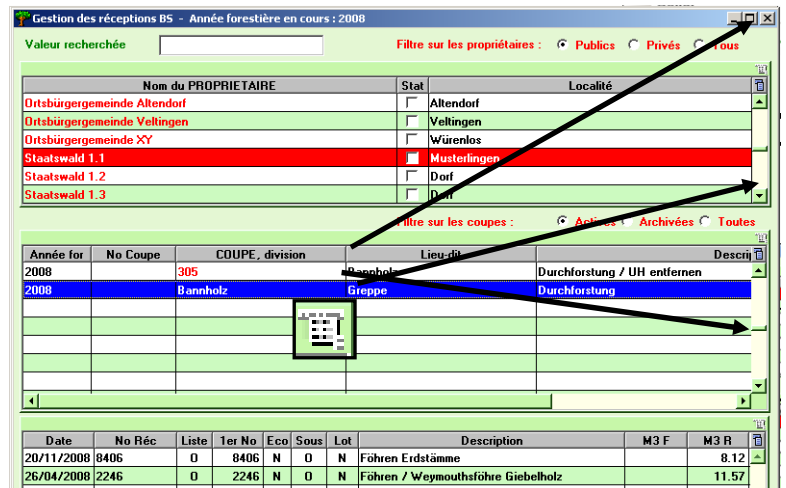 Gestion des réceptions BS - Année forestière en cours : 2008
Valeur recherchée Filtre sur les propriétaires : Publics Privés Tous
Nom du PROPRIETAIRE Stat Localité
Ortsbürgergemeinde Altendorf Altendorf
Ortsbürgergemeinde Veltingen Veltingen
Ortsbürgergemeinde XY Würenlos
Staatswald 1.1 Musterlingen
Staatswald 1.2 Dorf
Staatswald 1.3 Dorf
Filtre sur les coupes : Actives Archivées Toutes
Année for No Coupe COUPE, division Lieu-dit Descrij
2008 305 Bannholz Durchforstung / UH entfernen
2008 Bannholz Greppe Durchforstung
Date No Réc Liste 1er No Eco Sous Lot Description M3 F M3 R
20/11/2008 8406 O 8406 N O N Föhren Erdstämme 8.12
26/04/2008 2246 O 2246 N O N Föhren / Weymouthsföhre Giebelholz 11.57